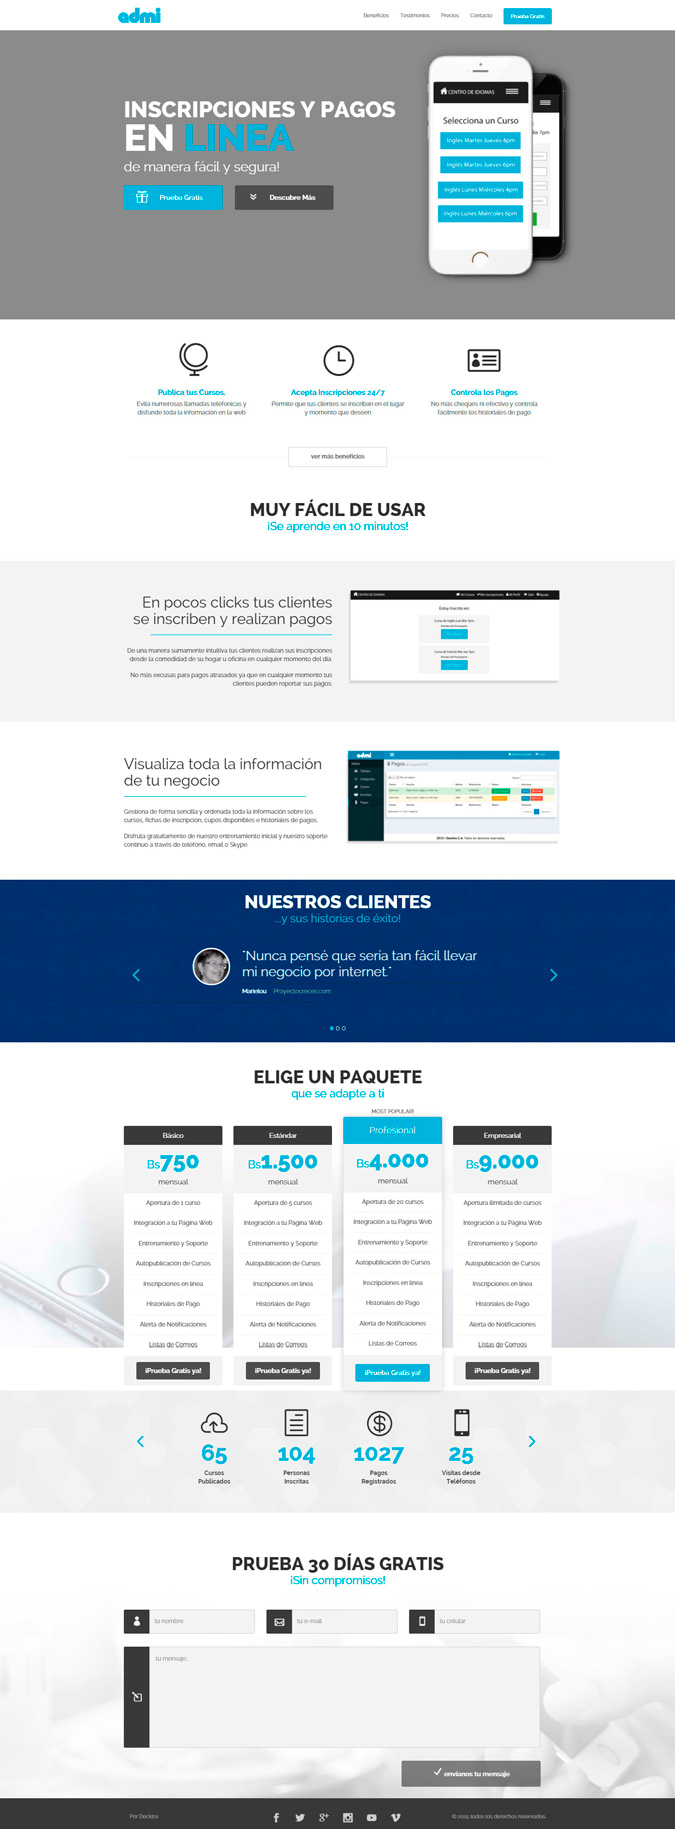 admi
Beneficios Testimonios Precios Contacto Prueba Gratis
INSCRIPCIONES Y PAGOS
EN LINEA
de manera fácil y segura!
Prueba Gratis
Descubre Más
CENTRO DE IDIOMAS
Selecciona un Curso
Inglés Martes Jueves 4pm
Inglés Martes Jueves 6pm
Inglés Lunes Miércoles 4pm
Inglés Lunes Miércoles 6pm
ie 7pm
Publica tus Cursos.
Evita numerosas llamadas telefónicas y
disfunde toda la información en la web
Acepta Inscripciones 24/7
Permite que tus clientes se inscriban en el lugar
y momento que deseen
Controla los Pagos
No más cheques ni efectivo y controla
fácilmente los historiales de pago
ver más beneficios
MUY FÁCIL DE USAR
¡Se aprende en 10 minutos!
En pocos clicks tus clientes
se inscriben y realizan pagos
De una manera sumamente intuitiva tus clientes realizan sus inscripciones
desde la comodidad de su hogar u oficina en cualquier momento del día.
No más excusas para pagos atrasados ya que en cualquier momento tus
clientes pueden reportar sus pagos.
CENTRO DE IDIOMAS
Estoy Inscrito en:
Visualiza toda la información
de tu negocio
Gestiona de forma sencilla y ordenada toda la información sobre los
cursos, fichas de inscripción, cupos disponibles e historiales de pagos.
Disfruta gratuitamente de nuestro entrenamiento inicial y nuestro soporte
continuo a través de teléfono, email o Skype.
admi
$ Pagos
NUESTROS CLIENTES
...y sus historias de éxito!
"Nunca pensé que sería tan fácil llevar
mi negocio por internet."
Marielou Proyectocreces.com
ELIGE UN PAQUETE
que se adapte a ti
MOST POPULAR!
Básico
Bs750
mensual
Apertura de 1 curso
Integración a tu Página Web
Entrenamiento y Soporte
Autopublicación de Cursos
Inscripciones en línea
Historiales de Pago
Alerta de Notificaciones
Listas de Correos
¡Prueba Gratis ya!
Estándar
Bs1.500
mensual
Apertura de 5 cursos
Integración a tu Página Web
Entrenamiento y Soporte
Autopublicación de Cursos
Inscripciones en línea
Historiales de Pago
Alerta de Notificaciones
Listas de Correos
¡Prueba Gratis ya!
Profesional
Bs4.000
mensual
Apertura de 20 cursos
Integración a tu Página Web
Entrenamiento y Soporte
Autopublicación de Cursos
Inscripciones en línea
Historiales de Pago
Alerta de Notificaciones
Listas de Correos
¡Prueba Gratis ya!
Empresarial
Bs9.000
mensual
Apertura ilimitada de cursos
Integración a tu Página Web
Entrenamiento y Soporte
Autopublicación de Cursos
Inscripciones en línea
Historiales de Pago
Alerta de Notificaciones
Listas de Correos
¡Prueba Gratis ya!
65
Cursos
Publicados
104
Personas
Inscritas
1027
Pagos
Registrados
25
Visitas desde
Teléfonos
PRUEBA 30 DÍAS GRATIS
¡Sin compromisos!
tu nombre
tu e-mail
tu celular
tu mensaje...
envíanos tu mensaje
Por Decktra
© 2015 todos los derechos reservados.